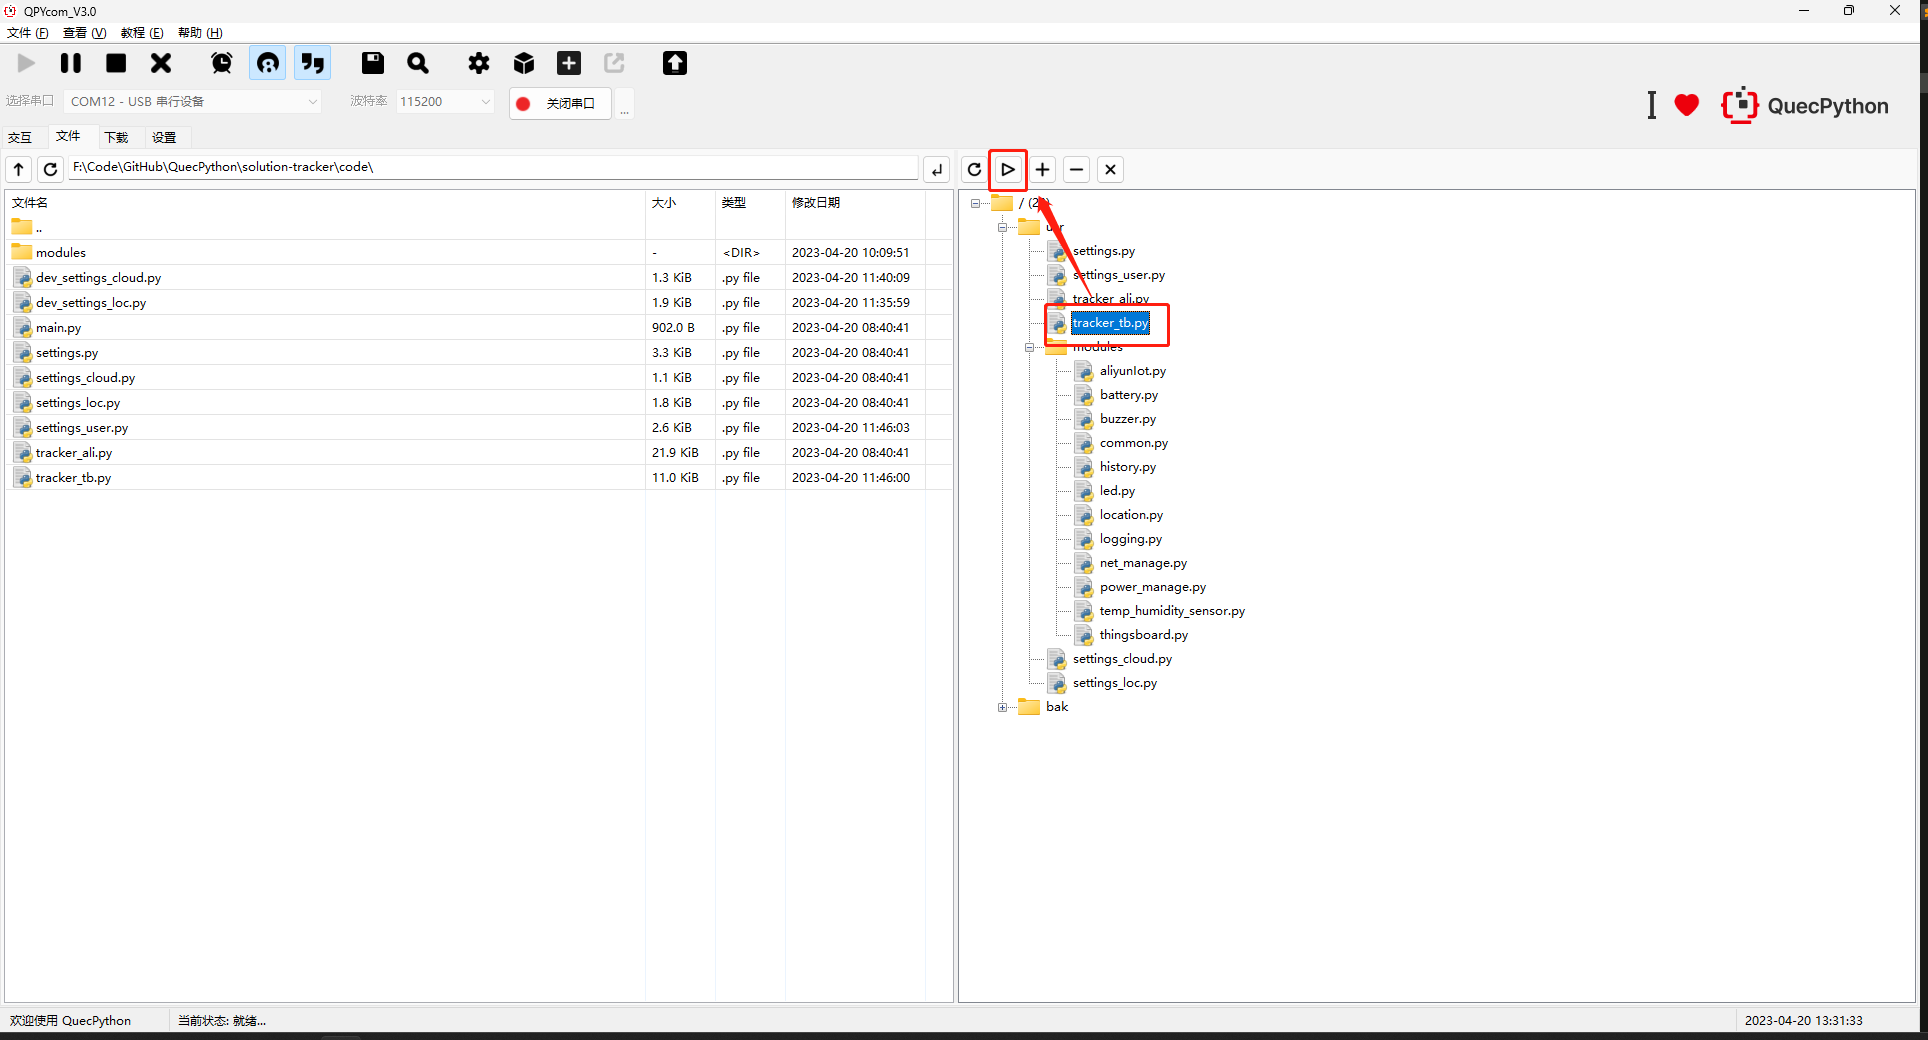 QPYcom_V3.0
文件 (F) 查看 (V) 教程 (E) 帮助 (H)
选择串口 COM12 - USB 串行设备 波特率 115200 关闭串口 ...
I QuecPython
交互 文件 下载 设置
F:\Code\GitHub\QuecPython\solution-tracker\code\
文件名 大小 类型 修改日期
..
modules - <DIR> 2023-04-20 10:09:51
dev_settings_cloud.py 1.3 KiB .py file 2023-04-20 11:40:09
dev_settings_loc.py 1.9 KiB .py file 2023-04-20 11:35:59
main.py 902.0 B .py file 2023-04-20 08:40:41
settings.py 3.3 KiB .py file 2023-04-20 08:40:41
settings_cloud.py 1.1 KiB .py file 2023-04-20 08:40:41
settings_loc.py 1.8 KiB .py file 2023-04-20 08:40:41
settings_user.py 2.6 KiB .py file 2023-04-20 11:46:03
tracker_ali.py 21.9 KiB .py file 2023-04-20 08:40:41
tracker_tb.py 11.0 KiB .py file 2023-04-20 11:46:00
/
usr
settings.py
settings_user.py
tracker_ali.py
tracker_tb.py
modules
aliyunIot.py
battery.py
buzzer.py
common.py
history.py
led.py
location.py
logging.py
net_manage.py
power_manage.py
temp_humidity_sensor.py
thingsboard.py
settings_cloud.py
settings_loc.py
bak
欢迎使用 QuecPython 当前状态: 就绪... 2023-04-20 13:31:33